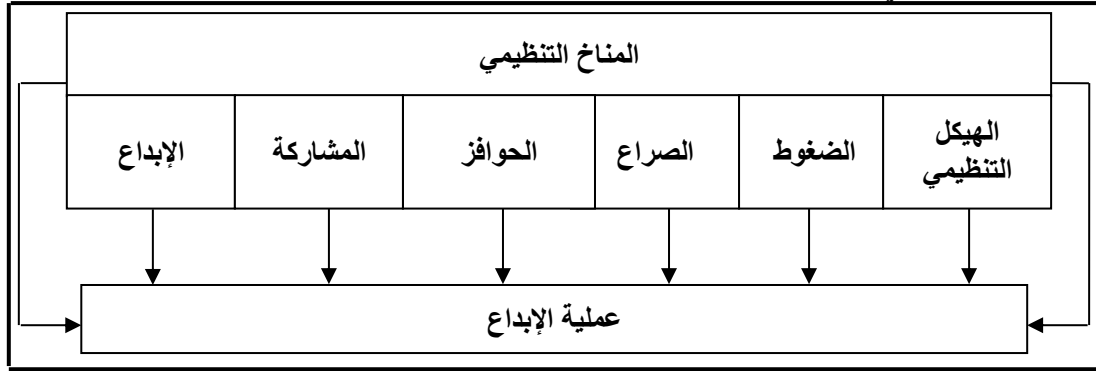 المناخ التنظيمي
الهيكل التنظيمي
الضغوط
الصراع
الحوافز
المشاركة
الإبداع
عملية الإبداع